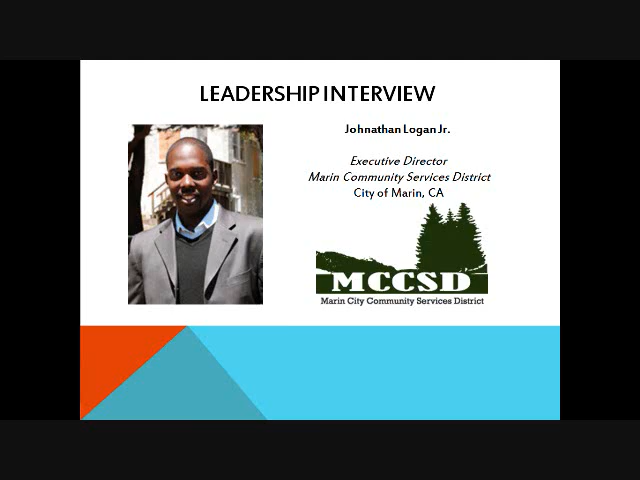 LEADERSHIP INTERVIEW
Johnathan Logan Jr.
Executive Director
Marin Community Services District
City of Marin, CA
MCCSD
Marin City Community Services District